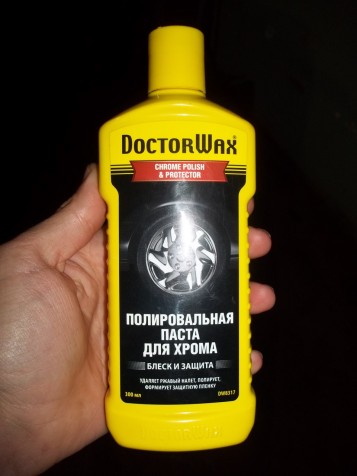 DOCTORWAX®
CHROME POLISH
& PROTECTOR
ПОЛИРОВАЛЬНАЯ
ПАСТА
ДЛЯ ХРОМА
БЛЕСК И ЗАЩИТА
УДАЛЯЕТ РЖАВЫЙ НАЛЕТ, ПОЛИРУЕТ,
ФОРМИРУЕТ ЗАЩИТНУЮ ПЛЕНКУ
300 мл DW8317